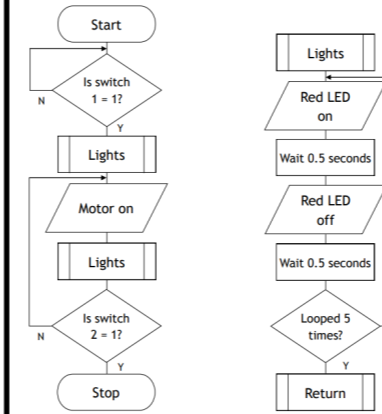 Start
Is switch
1 = 1?
N
Y
Lights
Motor on
Lights
Is switch
2 = 1?
N
Y
Stop
Lights
Red LED
on
Wait 0.5 seconds
Red LED
off
Wait 0.5 seconds
Looped 5
times?
Y
Return